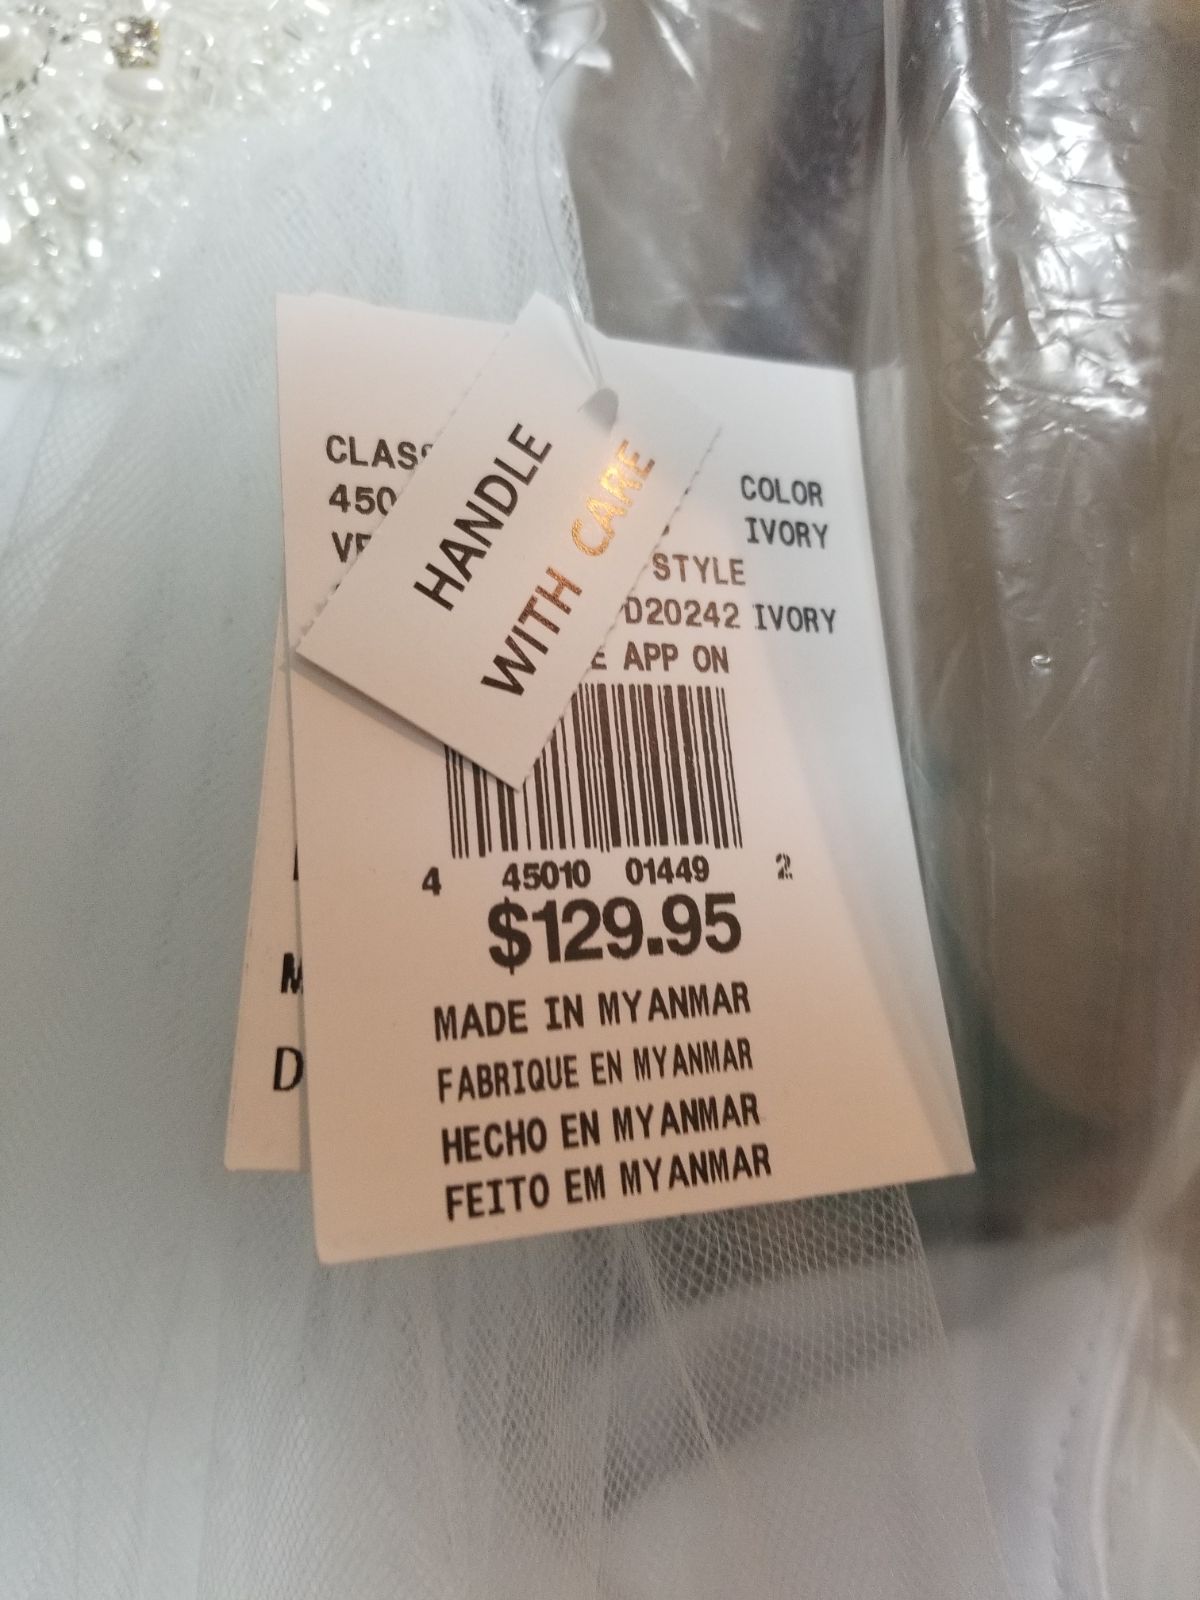 HANDLE
WITH CARE
COLOR
450
IVORY
STYLE
D20242 IVORY
APP ON
4 45010 01449 2
$129.95
MADE IN MYANMAR
FABRIQUE EN MYANMAR
HECHO EN MYANMAR
FEITO EM MYANMAR